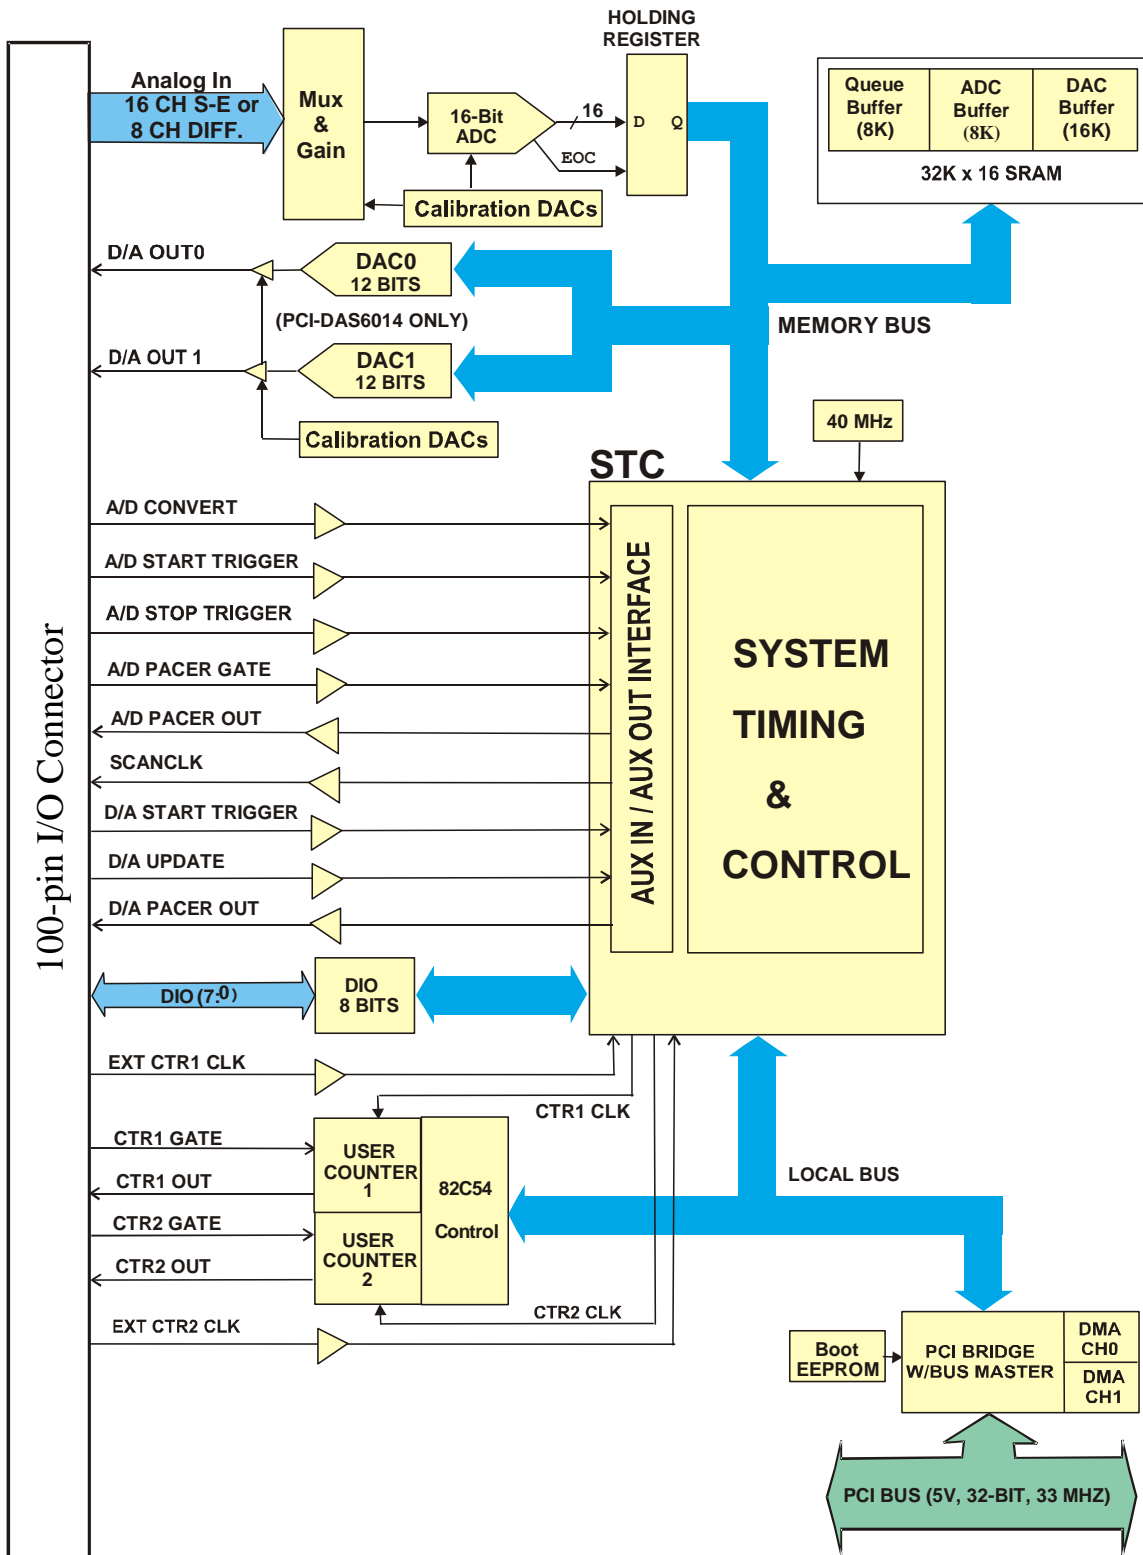 HOLDING
REGISTER
Analog In
16 CH S-E or
8 CH DIFF.
Mux
&
Gain
16-Bit
ADC
16
EOC
D
Q
Queue
Buffer
(8K)
ADC
Buffer
(8K)
DAC
Buffer
(16K)
32K x 16 SRAM
Calibration DACs
D/A OUT0
DAC0
12 BITS
(PCI-DAS6014 ONLY)
MEMORY BUS
D/A OUT 1
DAC1
12 BITS
Calibration DACs
40 MHz
STC
100-pin I/O Connector
A/D CONVERT
A/D START TRIGGER
A/D STOP TRIGGER
A/D PACER GATE
A/D PACER OUT
SCANCLK
D/A START TRIGGER
D/A UPDATE
D/A PACER OUT
AUX IN / AUX OUT INTERFACE
SYSTEM
TIMING
&
CONTROL
DIO (7:0)
DIO
8 BITS
EXT CTR1 CLK
CTR1 CLK
CTR1 GATE
CTR1 OUT
CTR2 GATE
CTR2 OUT
USER
COUNTER
1
USER
COUNTER
2
82C54
Control
LOCAL BUS
CTR2 CLK
EXT CTR2 CLK
Boot
EEPROM
PCI BRIDGE
W/BUS MASTER
DMA
CH0
DMA
CH1
PCI BUS (5V, 32-BIT, 33 MHZ)